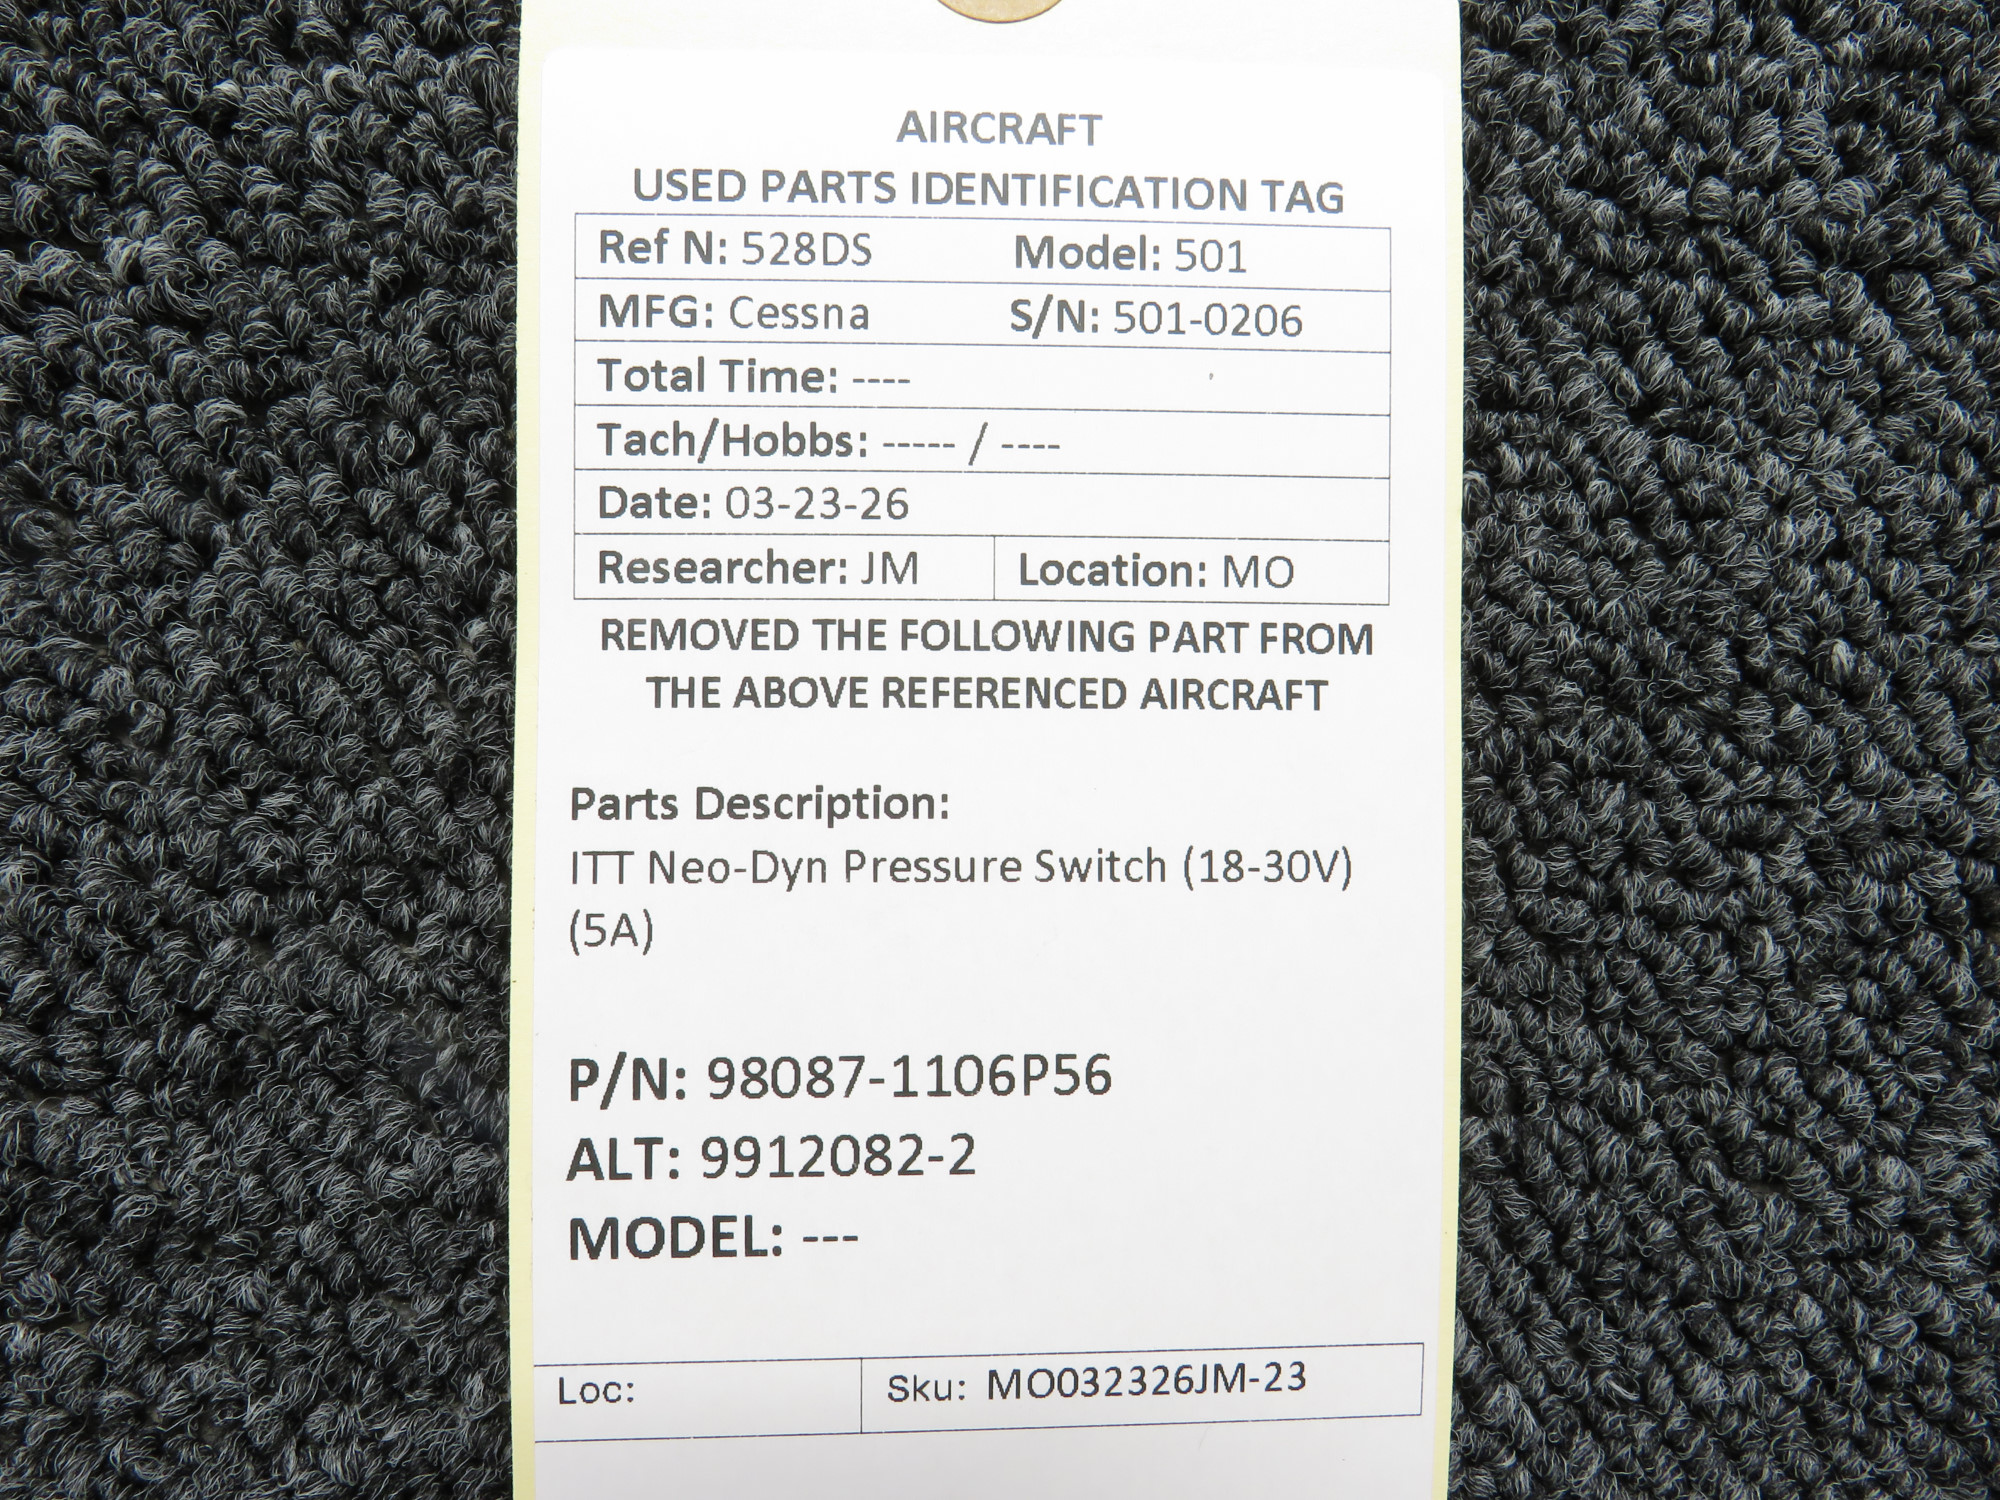 AIRCRAFT
USED PARTS IDENTIFICATION TAG
Ref N: 528DS Model: 501
MFG: Cessna S/N: 501-0206
Total Time: ----
Tach/Hobbs: ----- / ----
Date: 03-23-26
Researcher: JM Location: MO
REMOVED THE FOLLOWING PART FROM
THE ABOVE REFERENCED AIRCRAFT
Parts Description:
ITT Neo-Dyn Pressure Switch (18-30V)
(5A)
P/N: 98087-1106P56
ALT: 9912082-2
MODEL: ---
Loc: Sku: MO032326JM-23